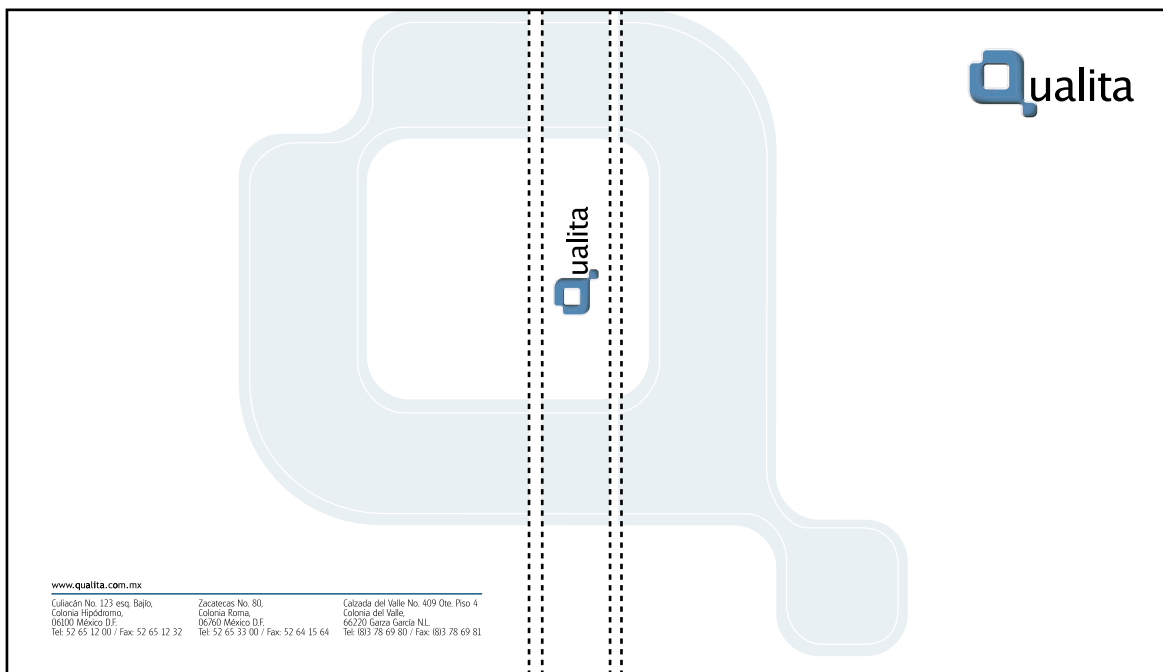 Qualita
Qualita
www.qualita.com.mx
Culiacán No. 123 esq. Bajío,
Colonia Hipódromo,
06100 México D.F.
Tel: 52 65 12 00 / Fax: 52 65 12 32
Zacatecas No. 80,
Colonia Roma,
06760 México D.F.
Tel: 52 65 33 00 / Fax: 52 64 15 64
Calzada del Valle No. 409 Ote. Piso 4
Colonia del Valle,
66220 Garza García N.L.
Tel: (8)3 78 69 80 / Fax: (8)3 78 69 81